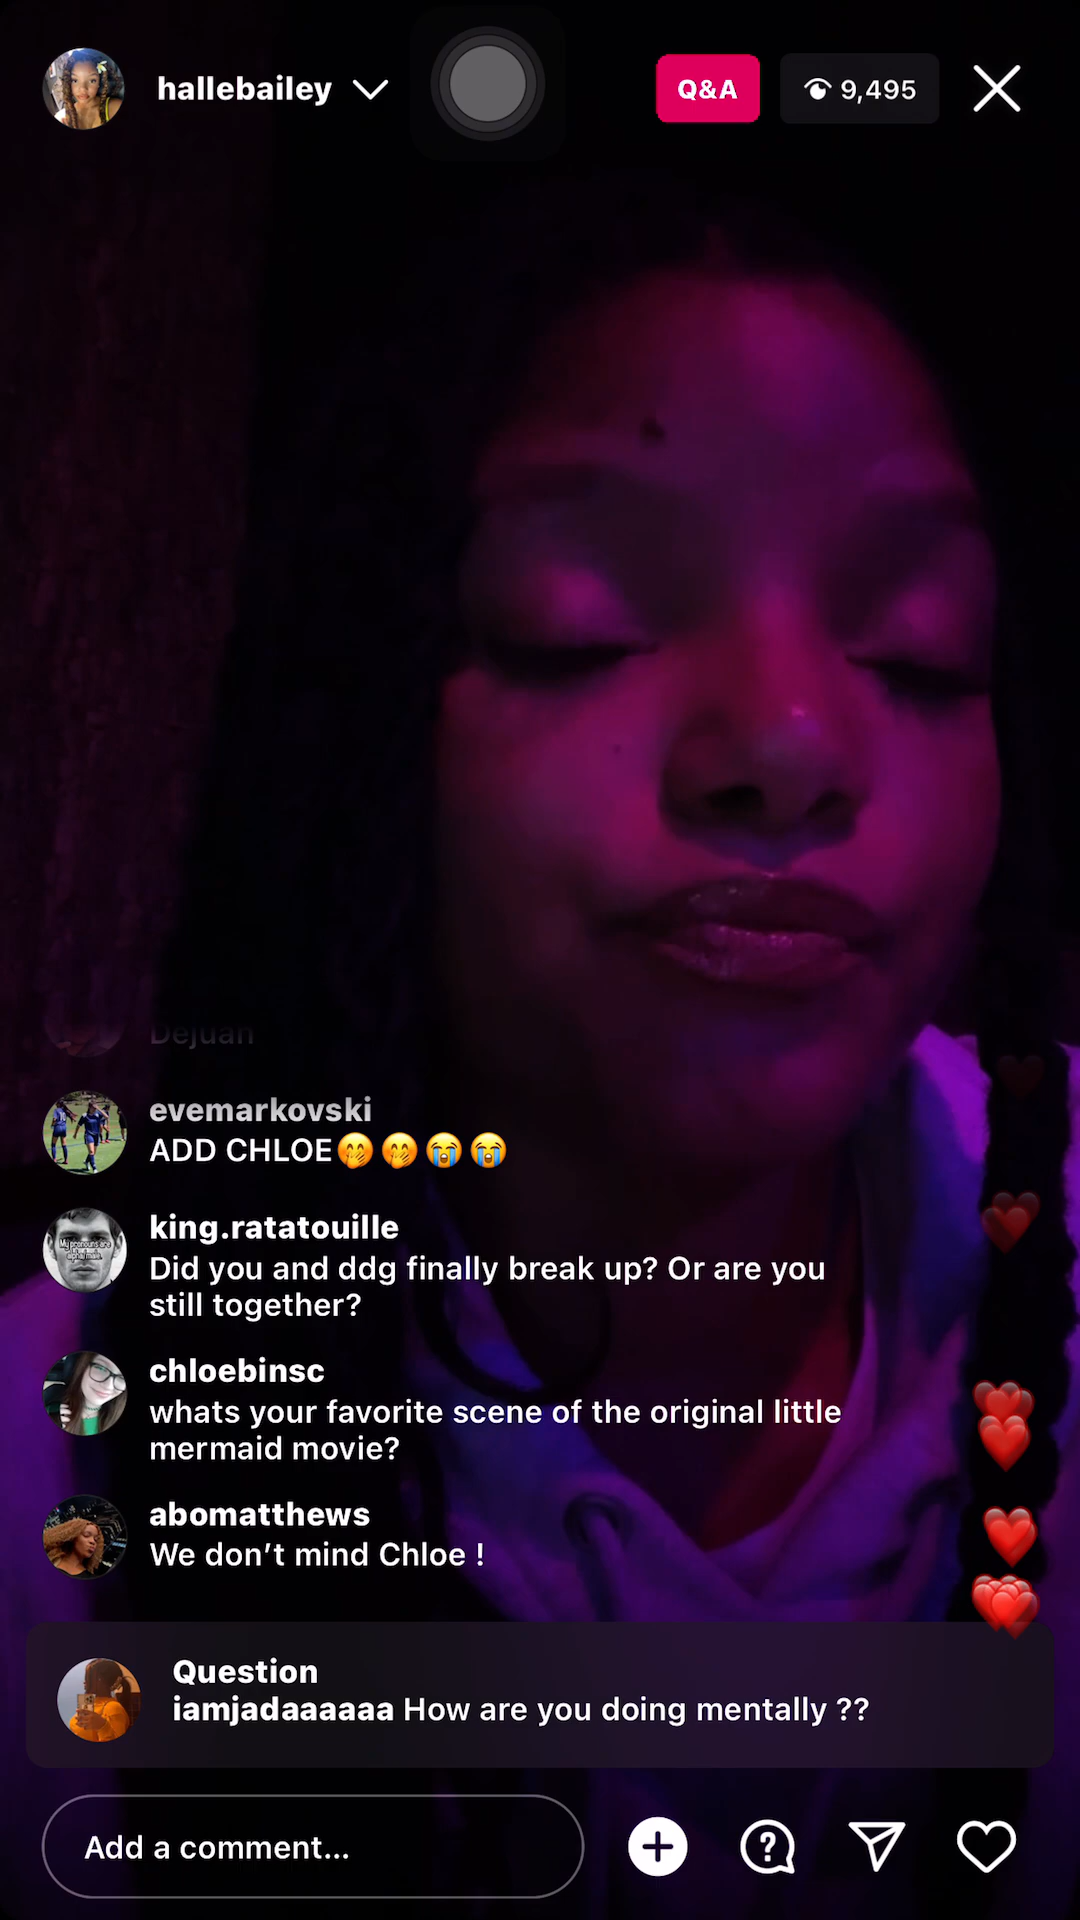 hallebailey
Q&A
9,495
Dejuan
evemarkovski
ADD CHLOE🤭🤭😭😭
king.ratatouille
Did you and ddg finally break up? Or are you
still together?
chloebinsc
whats your favorite scene of the original little
mermaid movie?
abomatthews
We don’t mind Chloe !
Question
iamjadaaaaaa How are you doing mentally ??
Add a comment...